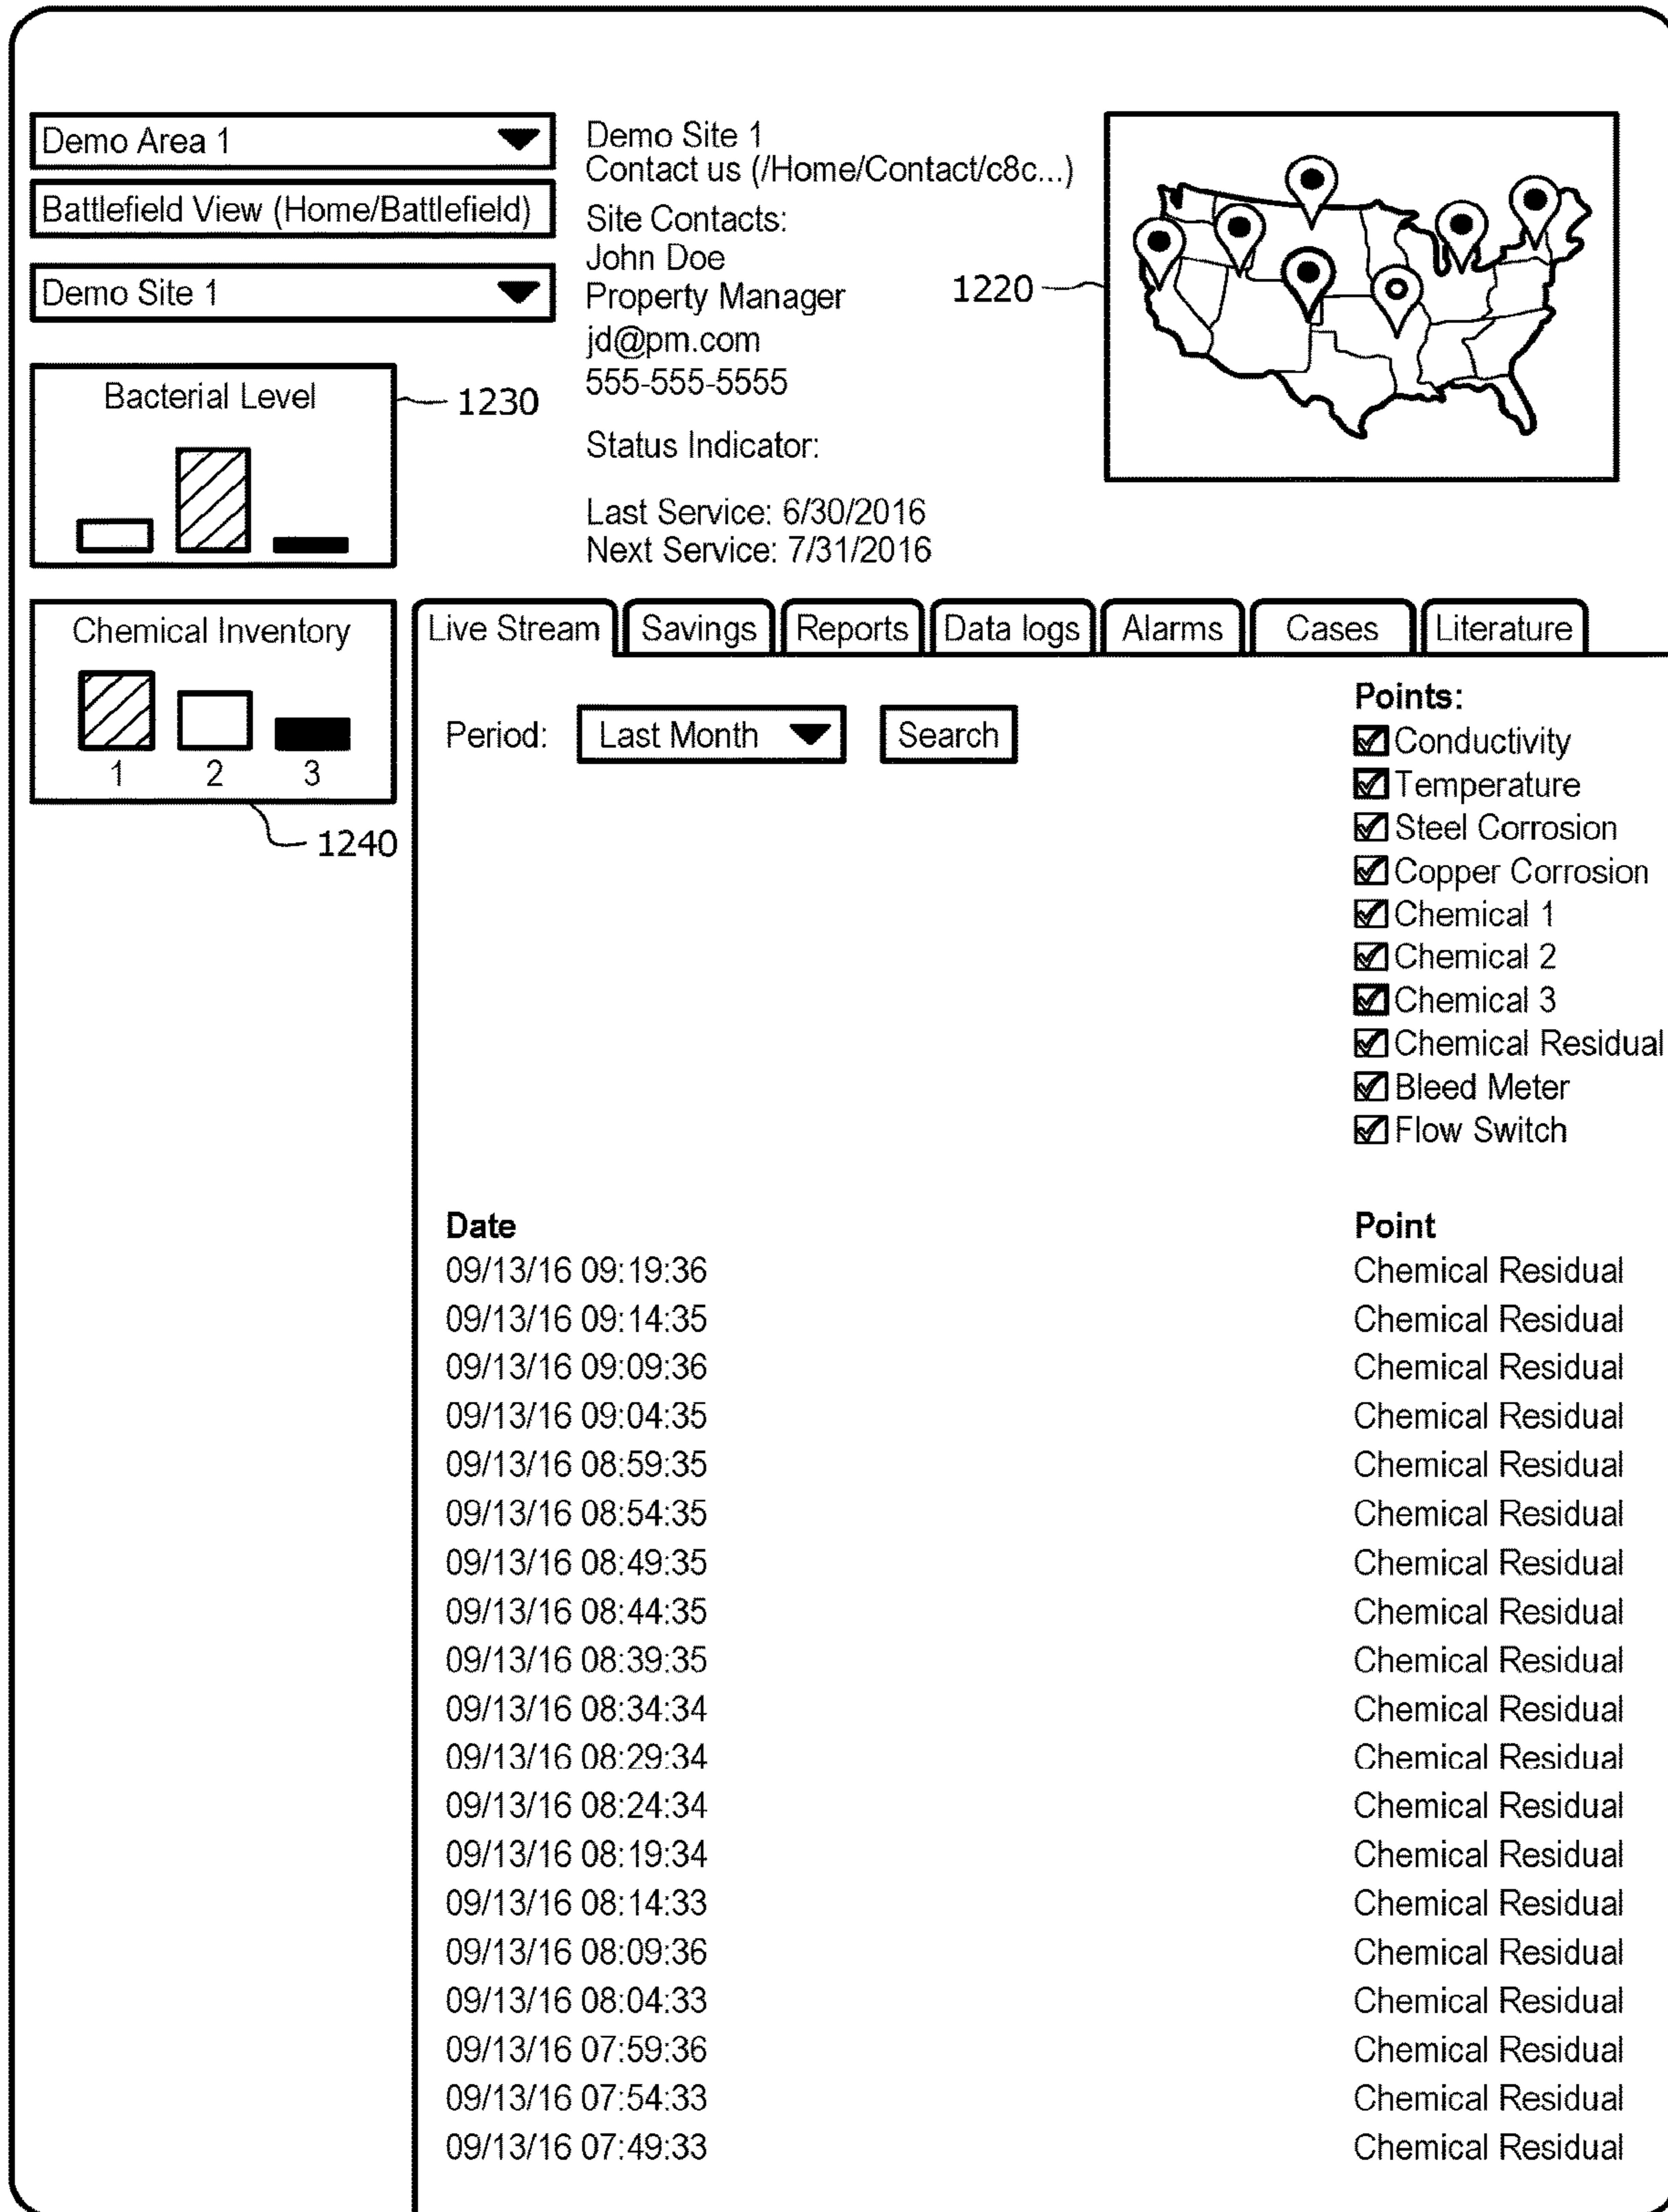 Demo Area 1
Battlefield View (Home/Battlefield)
Demo Site 1
Demo Site 1
Contact us (/Home/Contact/c8c...)
Site Contacts:
John Doe
Property Manager
jd@pm.com
555-555-5555
Status Indicator:
Last Service: 6/30/2016
Next Service: 7/31/2016
1220
Bacterial Level
1230
Chemical Inventory
1 2 3
1240
Live Stream Savings Reports Data logs Alarms Cases Literature
Period: Last Month Search
Points:
Conductivity
Temperature
Steel Corrosion
Copper Corrosion
Chemical 1
Chemical 2
Chemical 3
Chemical Residual
Bleed Meter
Flow Switch
Date Point
09/13/16 09:19:36 Chemical Residual
09/13/16 09:14:35 Chemical Residual
09/13/16 09:09:36 Chemical Residual
09/13/16 09:04:35 Chemical Residual
09/13/16 08:59:35 Chemical Residual
09/13/16 08:54:35 Chemical Residual
09/13/16 08:49:35 Chemical Residual
09/13/16 08:44:35 Chemical Residual
09/13/16 08:39:35 Chemical Residual
09/13/16 08:34:34 Chemical Residual
09/13/16 08:29:34 Chemical Residual
09/13/16 08:24:34 Chemical Residual
09/13/16 08:19:34 Chemical Residual
09/13/16 08:14:33 Chemical Residual
09/13/16 08:09:36 Chemical Residual
09/13/16 08:04:33 Chemical Residual
09/13/16 07:59:36 Chemical Residual
09/13/16 07:54:33 Chemical Residual
09/13/16 07:49:33 Chemical Residual